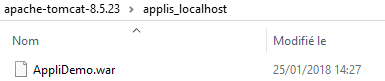 apache-tomcat-8.5.23 > applis_localhost
Nom Modifié le
AppliDemo.war 25/01/2018 14:27